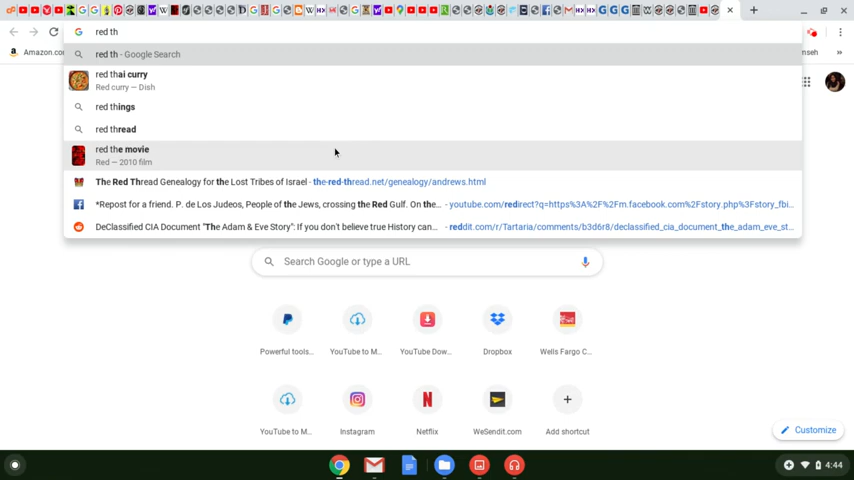 red th
Amazon.co
mseh
red th - Google Search
red thai curry
Red curry — Dish
red things
red thread
red the movie
Red — 2010 film
The Red Thread Genealogy for the Lost Tribes of Israel - the-red-thread.net/genealogy/andrews.html
*Repost for a friend. P. de Los Judeos, People of the Jews, crossing the Red Gulf. On the... - youtube.com/redirect?q=https%3A%2F%2Fm.facebook.com%2Fstory.php%3Fstory_fbi...
DeClassified CIA Document "The Adam & Eve Story": If you don't believe true History can... - reddit.com/r/Tartaria/comments/b3d6r8/declassified_cia_document_the_adam_eve_st...
Search Google or type a URL
Powerful tools...
YouTube to M...
YouTube Dow...
Dropbox
Wells Fargo C...
YouTube to M...
Instagram
Netflix
WeSendit.com
Add shortcut
Customize
4:44